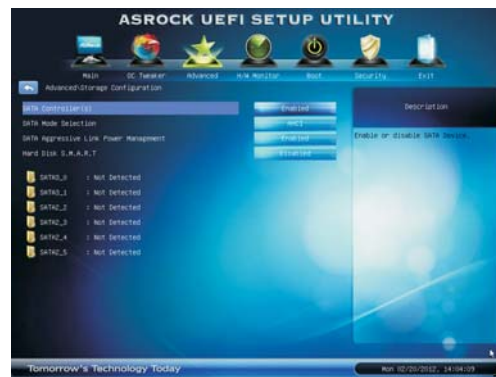 ASROCK UEFI SETUP UTILITY
Main OC Tweaker Advanced H/W Monitor Boot Security Exit
Advanced\Storage Configuration
SATA Controller(s) Enabled
SATA Mode Selection AHCI
SATA Aggressive Link Power Management Enabled
Hard Disk S.M.A.R.T Disabled
SATA3_0 : Not Detected
SATA3_1 : Not Detected
SATA2_2 : Not Detected
SATA2_3 : Not Detected
SATA2_4 : Not Detected
SATA2_5 : Not Detected
Description
Enable or disable SATA Device.
Tomorrow's Technology Today
Mon 02/20/2012, 14:04:09